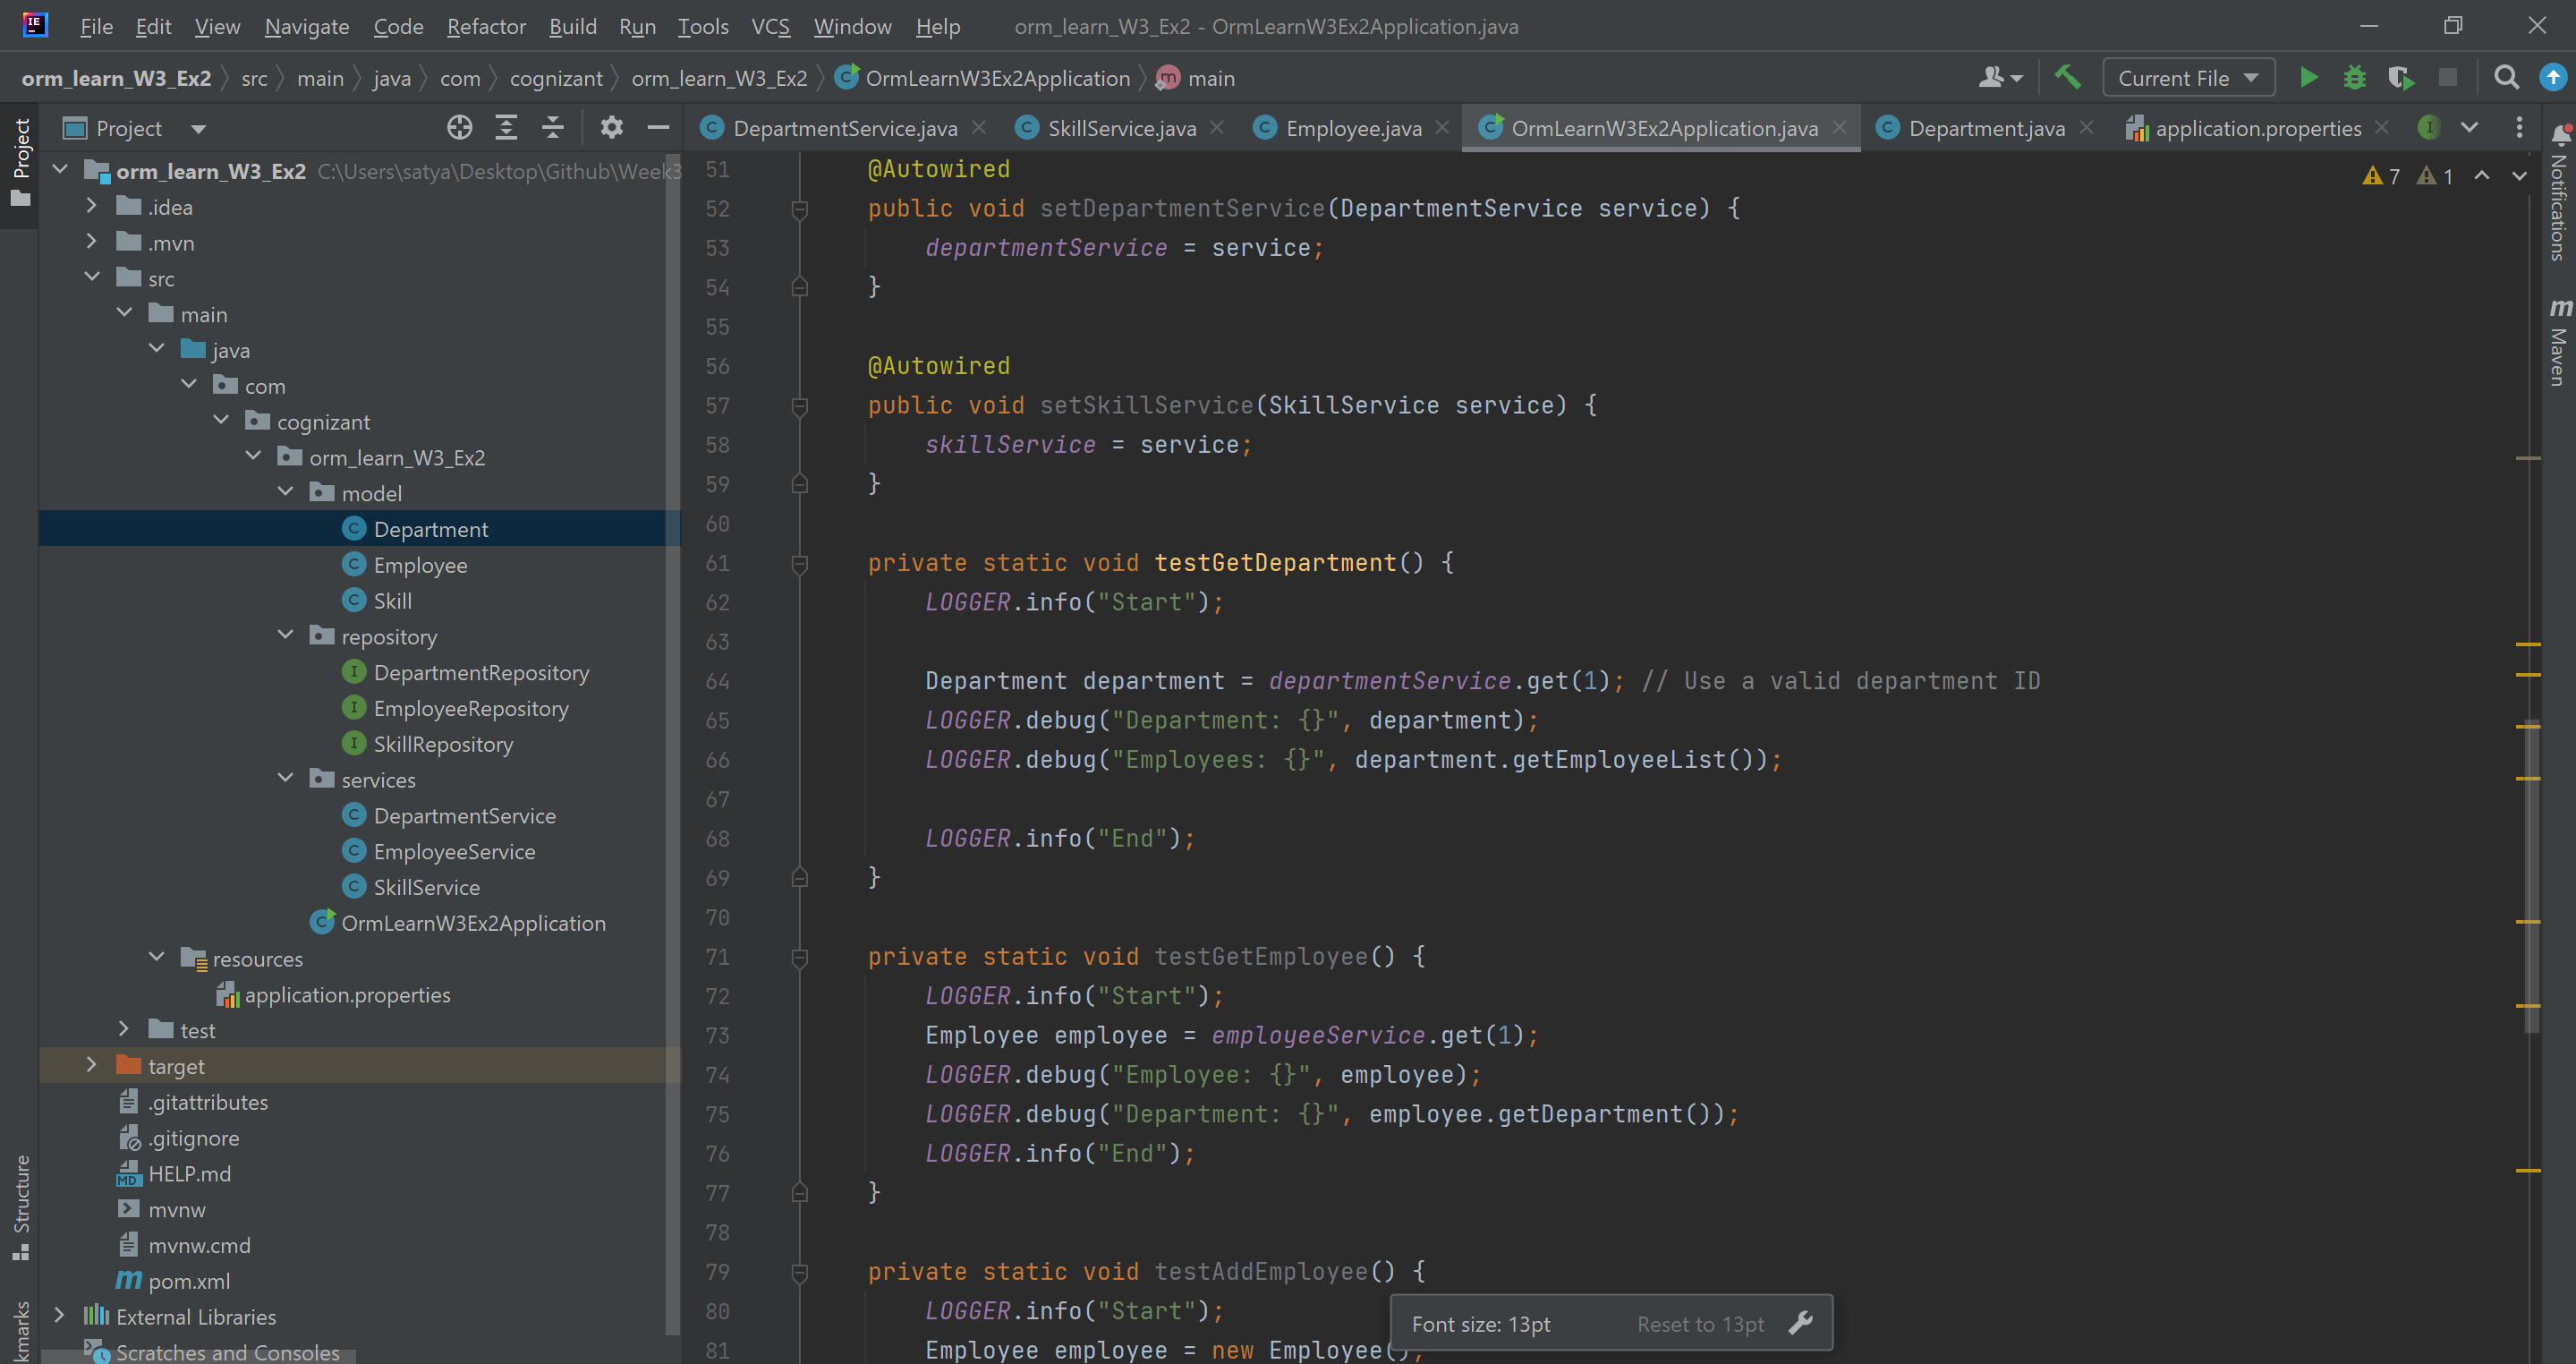 File Edit View Navigate Code Refactor Build Run Tools VCS Window Help orm_learn_W3_Ex2 - OrmLearnW3Ex2Application.java
orm_learn_W3_Ex2 src main java com cognizant orm_learn_W3_Ex2 OrmLearnW3Ex2Application main Current File
Project
Project
DepartmentService.java SkillService.java Employee.java OrmLearnW3Ex2Application.java Department.java application.properties
orm_learn_W3_Ex2 C:\Users\satya\Desktop\Github\Week3
.idea
.mvn
src
main
java
com
cognizant
orm_learn_W3_Ex2
model
Department
Employee
Skill
repository
DepartmentRepository
EmployeeRepository
SkillRepository
services
DepartmentService
EmployeeService
SkillService
OrmLearnW3Ex2Application
resources
application.properties
test
target
.gitattributes
.gitignore
HELP.md
mvnw
mvnw.cmd
pom.xml
External Libraries
Scratches and Consoles
Structure
kmarks
7 1
51 @Autowired
52 public void setDepartmentService(DepartmentService service) {
53 departmentService = service;
54 }
55
56 @Autowired
57 public void setSkillService(SkillService service) {
58 skillService = service;
59 }
60
61 private static void testGetDepartment() {
62 LOGGER.info("Start");
63
64 Department department = departmentService.get(1); // Use a valid department ID
65 LOGGER.debug("Department: {}", department);
66 LOGGER.debug("Employees: {}", department.getEmployeeList());
67
68 LOGGER.info("End");
69 }
70
71 private static void testGetEmployee() {
72 LOGGER.info("Start");
73 Employee employee = employeeService.get(1);
74 LOGGER.debug("Employee: {}", employee);
75 LOGGER.debug("Department: {}", employee.getDepartment());
76 LOGGER.info("End");
77 }
78
79 private static void testAddEmployee() {
80 LOGGER.info("Start");
81 Employee employee = new Employee();
Font size: 13pt Reset to 13pt
Notifications
Maven